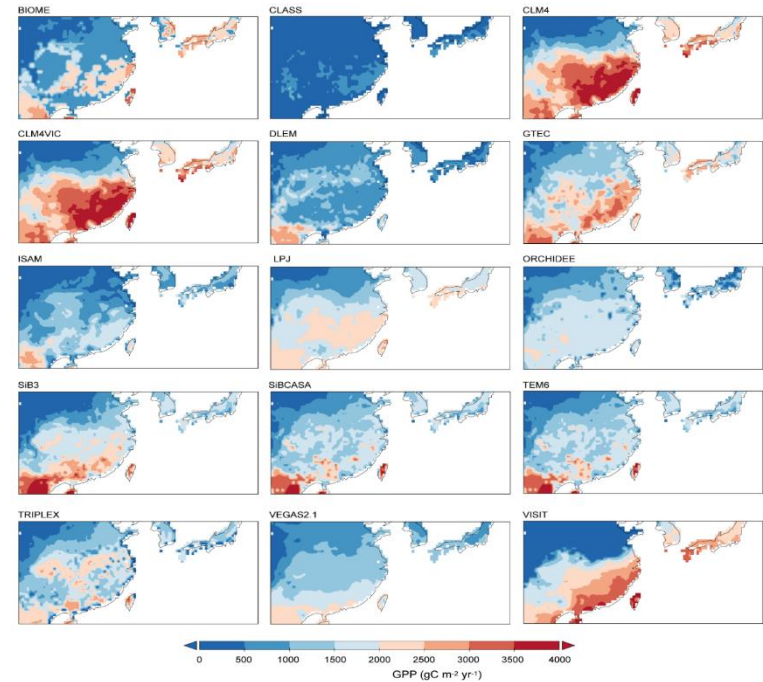 BIOME CLASS CLM4
CLM4VIC DLEM GTEC
ISAM LPJ ORCHIDEE
SiB3 SiBCASA TEM6
TRIPLEX VEGAS2.1 VISIT
0 500 1000 1500 2000 2500 3000 3500 4000
GPP (gC m⁻² yr⁻¹)